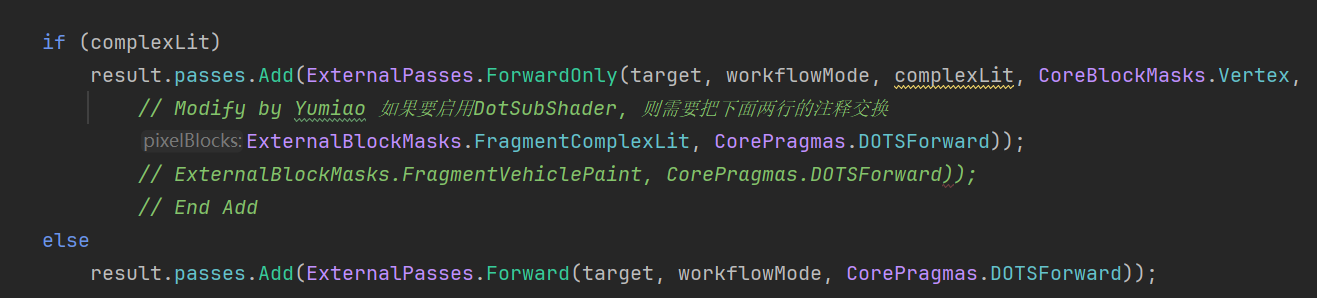 if (complexLit)
result.passes.Add(ExternalPasses.ForwardOnly(target, workflowMode, complexLit, CoreBlockMasks.Vertex,
// Modify by Yumiao 如果要启用DotSubShader, 则需要把下面两行的注释交换
pixelBlocks: ExternalBlockMasks.FragmentComplexLit, CorePragmas.DOTSForward));
// ExternalBlockMasks.FragmentVehiclePaint, CorePragmas.DOTSForward));
// End Add
else
result.passes.Add(ExternalPasses.Forward(target, workflowMode, CorePragmas.DOTSForward));